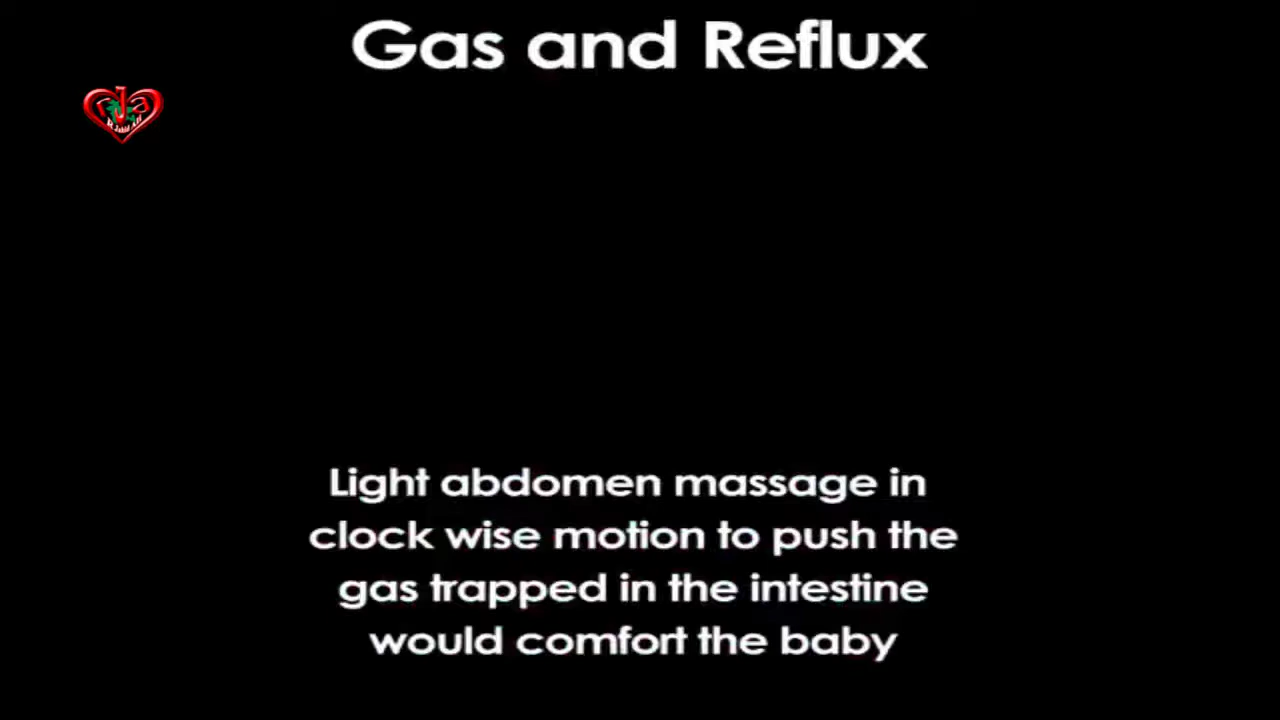 Gas and Reflux
rja
Light abdomen massage in
clock wise motion to push the
gas trapped in the intestine
would comfort the baby